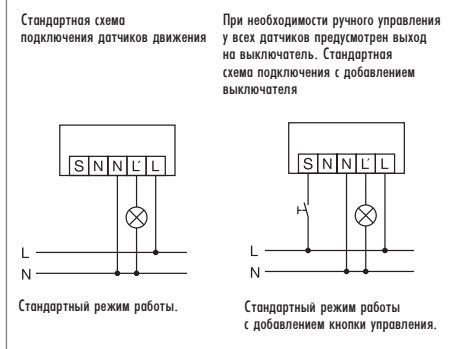 Стандартная схема
подключения датчиков движения
При необходимости ручного управления
у всех датчиков предусмотрен выход
на выключатель. Стандартная
схема подключения с добавлением
выключателя
S N N L' L
L
N
Стандартный режим работы.
S N N L' L
L
N
Стандартный режим работы
с добавлением кнопки управления.